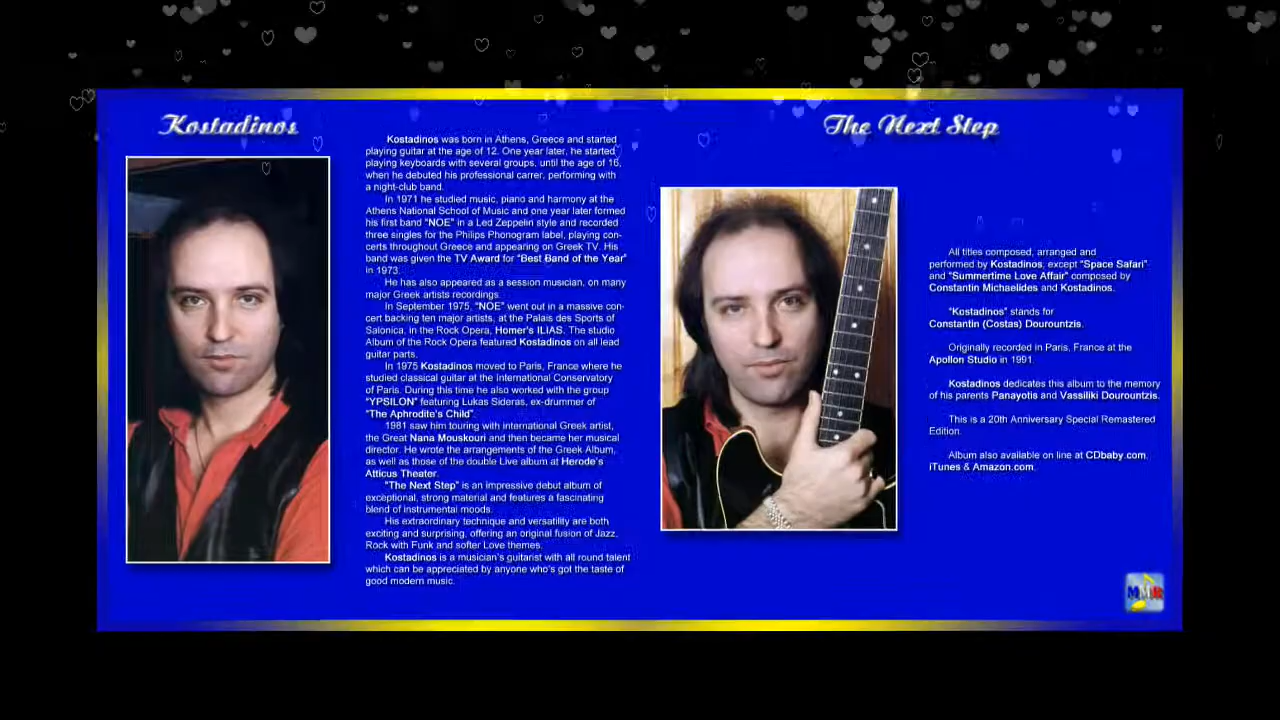 Kostadinos
Kostadinos was born in Athens, Greece and started
playing guitar at the age of 12. One year later, he started
playing keyboards with several groups, until the age of 16,
when he debuted his professional carrer, performing with
a night-club band.
In 1971 he studied music, piano and harmony at the
Athens National School of Music and one year later formed
his first band “NOE” in a Led Zeppelin style and recorded
three singles for the Philips Phonogram label, playing con-
certs throughout Greece and appearing on Greek TV. His
band was given the TV Award for “Best Band of the Year”
in 1973.
He has also appeared as a session musician, on many
major Greek artists recordings.
In September 1975, “NOE” went out in a massive con-
cert backing ten major artists, at the Palais des Sports of
Salonica, in the Rock Opera, Homer's ILIAS. The studio
Album of the Rock Opera featured Kostadinos on all lead
guitar parts.
In 1975 Kostadinos moved to Paris, France where he
studied classical guitar at the International Conservatory
of Paris. During this time he also worked with the group
“YPSILON” featuring Lukas Sideras, ex-drummer of
“The Aphrodite's Child”.
1981 saw him touring with international Greek artist,
the Great Nana Mouskouri and then became her musical
director. He wrote the arrangements of the Greek Album,
as well as those of the double Live album at Herode's
Atticus Theater.
“The Next Step” is an impressive debut album of
exceptional, strong material and features a fascinating
blend of instrumental moods.
His extraordinary technique and versatility are both
exciting and surprising, offering an original fusion of Jazz,
Rock with Funk and softer Love themes.
Kostadinos is a musician's guitarist with all round talent
which can be appreciated by anyone who's got the taste of
good modern music.
The Next Step
All titles composed, arranged and
performed by Kostadinos, except “Space Safari”
and “Summertime Love Affair” composed by
Constantin Michaelides and Kostadinos.
“Kostadinos” stands for
Constantin (Costas) Dourountzis.
Originally recorded in Paris, France at the
Apollon Studio in 1991.
Kostadinos dedicates this album to the memory
of his parents Panayotis and Vassiliki Dourountzis.
This is a 20th Anniversary Special Remastered
Edition.
Album also available on line at CDbaby.com,
iTunes & Amazon.com.